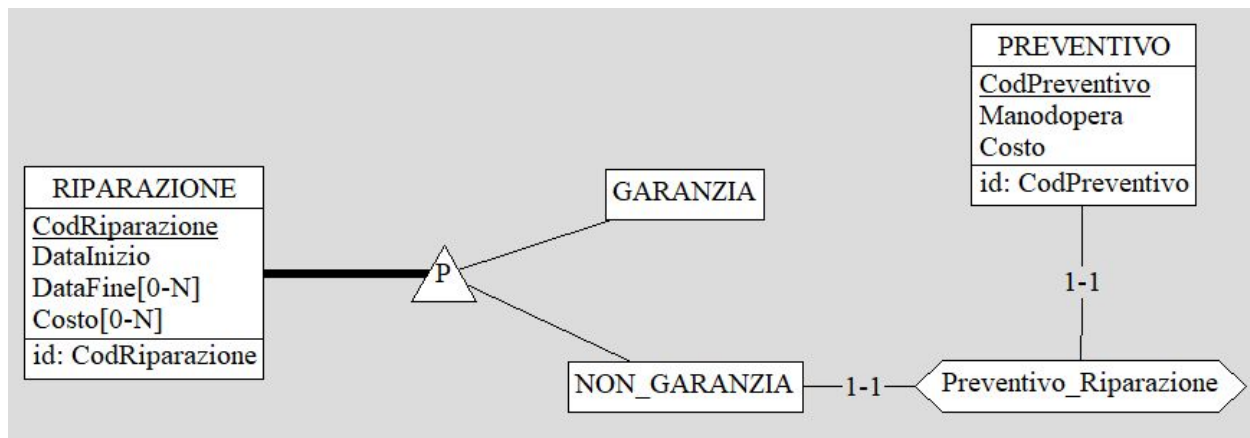 PREVENTIVO
CodPreventivo
Manodopera
Costo
id: CodPreventivo
RIPARAZIONE
CodRiparazione
DataInizio
DataFine[0-N]
Costo[0-N]
id: CodRiparazione
P
GARANZIA
1-1
NON_GARANZIA
1-1
Preventivo_Riparazione